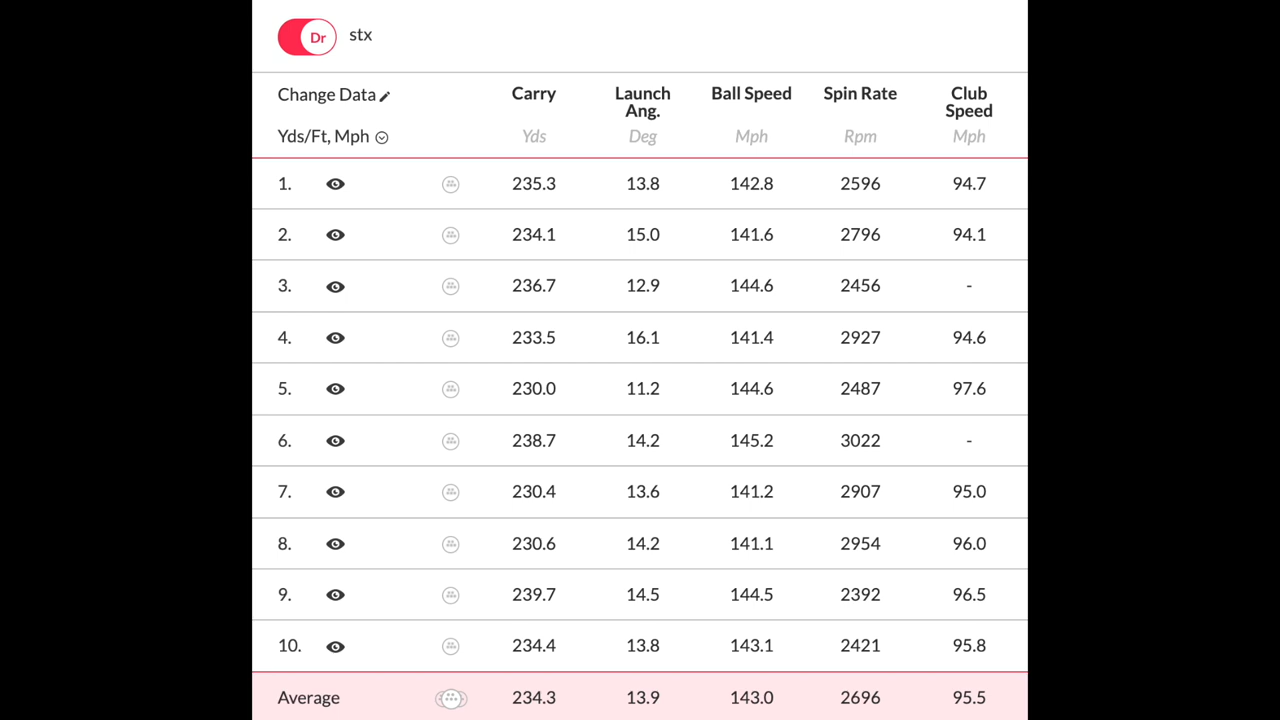 Dr stx
Change Data Carry Launch Ang. Ball Speed Spin Rate Club Speed
Yds/Ft, Mph Yds Deg Mph Rpm Mph
1. 235.3 13.8 142.8 2596 94.7
2. 234.1 15.0 141.6 2796 94.1
3. 236.7 12.9 144.6 2456 -
4. 233.5 16.1 141.4 2927 94.6
5. 230.0 11.2 144.6 2487 97.6
6. 238.7 14.2 145.2 3022 -
7. 230.4 13.6 141.2 2907 95.0
8. 230.6 14.2 141.1 2954 96.0
9. 239.7 14.5 144.5 2392 96.5
10. 234.4 13.8 143.1 2421 95.8
Average 234.3 13.9 143.0 2696 95.5